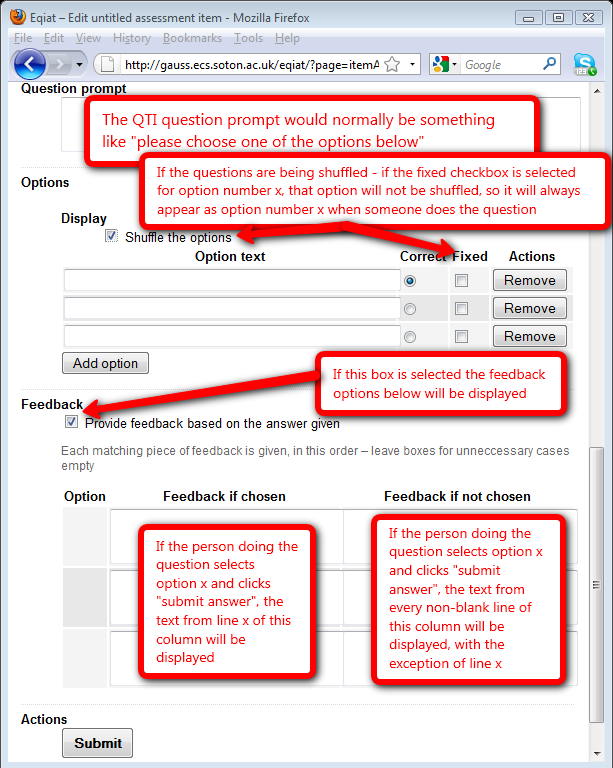 Eqiat – Edit untitled assessment item - Mozilla Firefox
File Edit View History Bookmarks Tools Help
http://gauss.ecs.soton.ac.uk/eqiat/?page=itemA
Google
Question prompt
The QTI question prompt would normally be something
like "please choose one of the options below"
If the questions are being shuffled - if the fixed checkbox is selected
for option number x, that option will not be shuffled, so it will always
appear as option number x when someone does the question
Options
Display
Shuffle the options
Option text Correct Fixed Actions
Remove
Remove
Remove
Add option
If this box is selected the feedback
options below will be displayed
Feedback
Provide feedback based on the answer given
Each matching piece of feedback is given, in this order – leave boxes for unneccessary cases
empty
Option Feedback if chosen Feedback if not chosen
If the person doing the
question selects
option x and clicks
"submit answer", the
text from line x of this
column will be
displayed
If the person doing the
question selects option x
and clicks "submit
answer", the text from
every non-blank line of
this column will be
displayed, with the
exception of line x
Actions
Submit